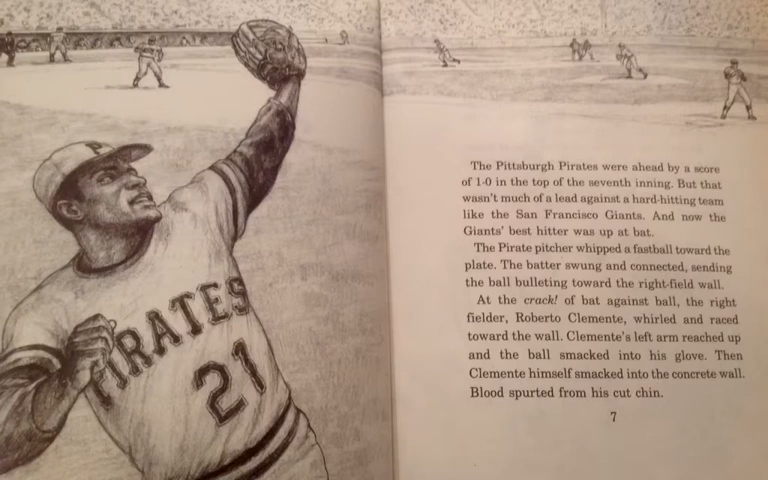 P
PIRATES
21
The Pittsburgh Pirates were ahead by a score
of 1-0 in the top of the seventh inning. But that
wasn't much of a lead against a hard-hitting team
like the San Francisco Giants. And now the
Giants' best hitter was up at bat.
The Pirate pitcher whipped a fastball toward the
plate. The batter swung and connected, sending
the ball bulleting toward the right-field wall.
At the crack! of bat against ball, the right
fielder, Roberto Clemente, whirled and raced
toward the wall. Clemente's left arm reached up
and the ball smacked into his glove. Then
Clemente himself smacked into the concrete wall.
Blood spurted from his cut chin.
7